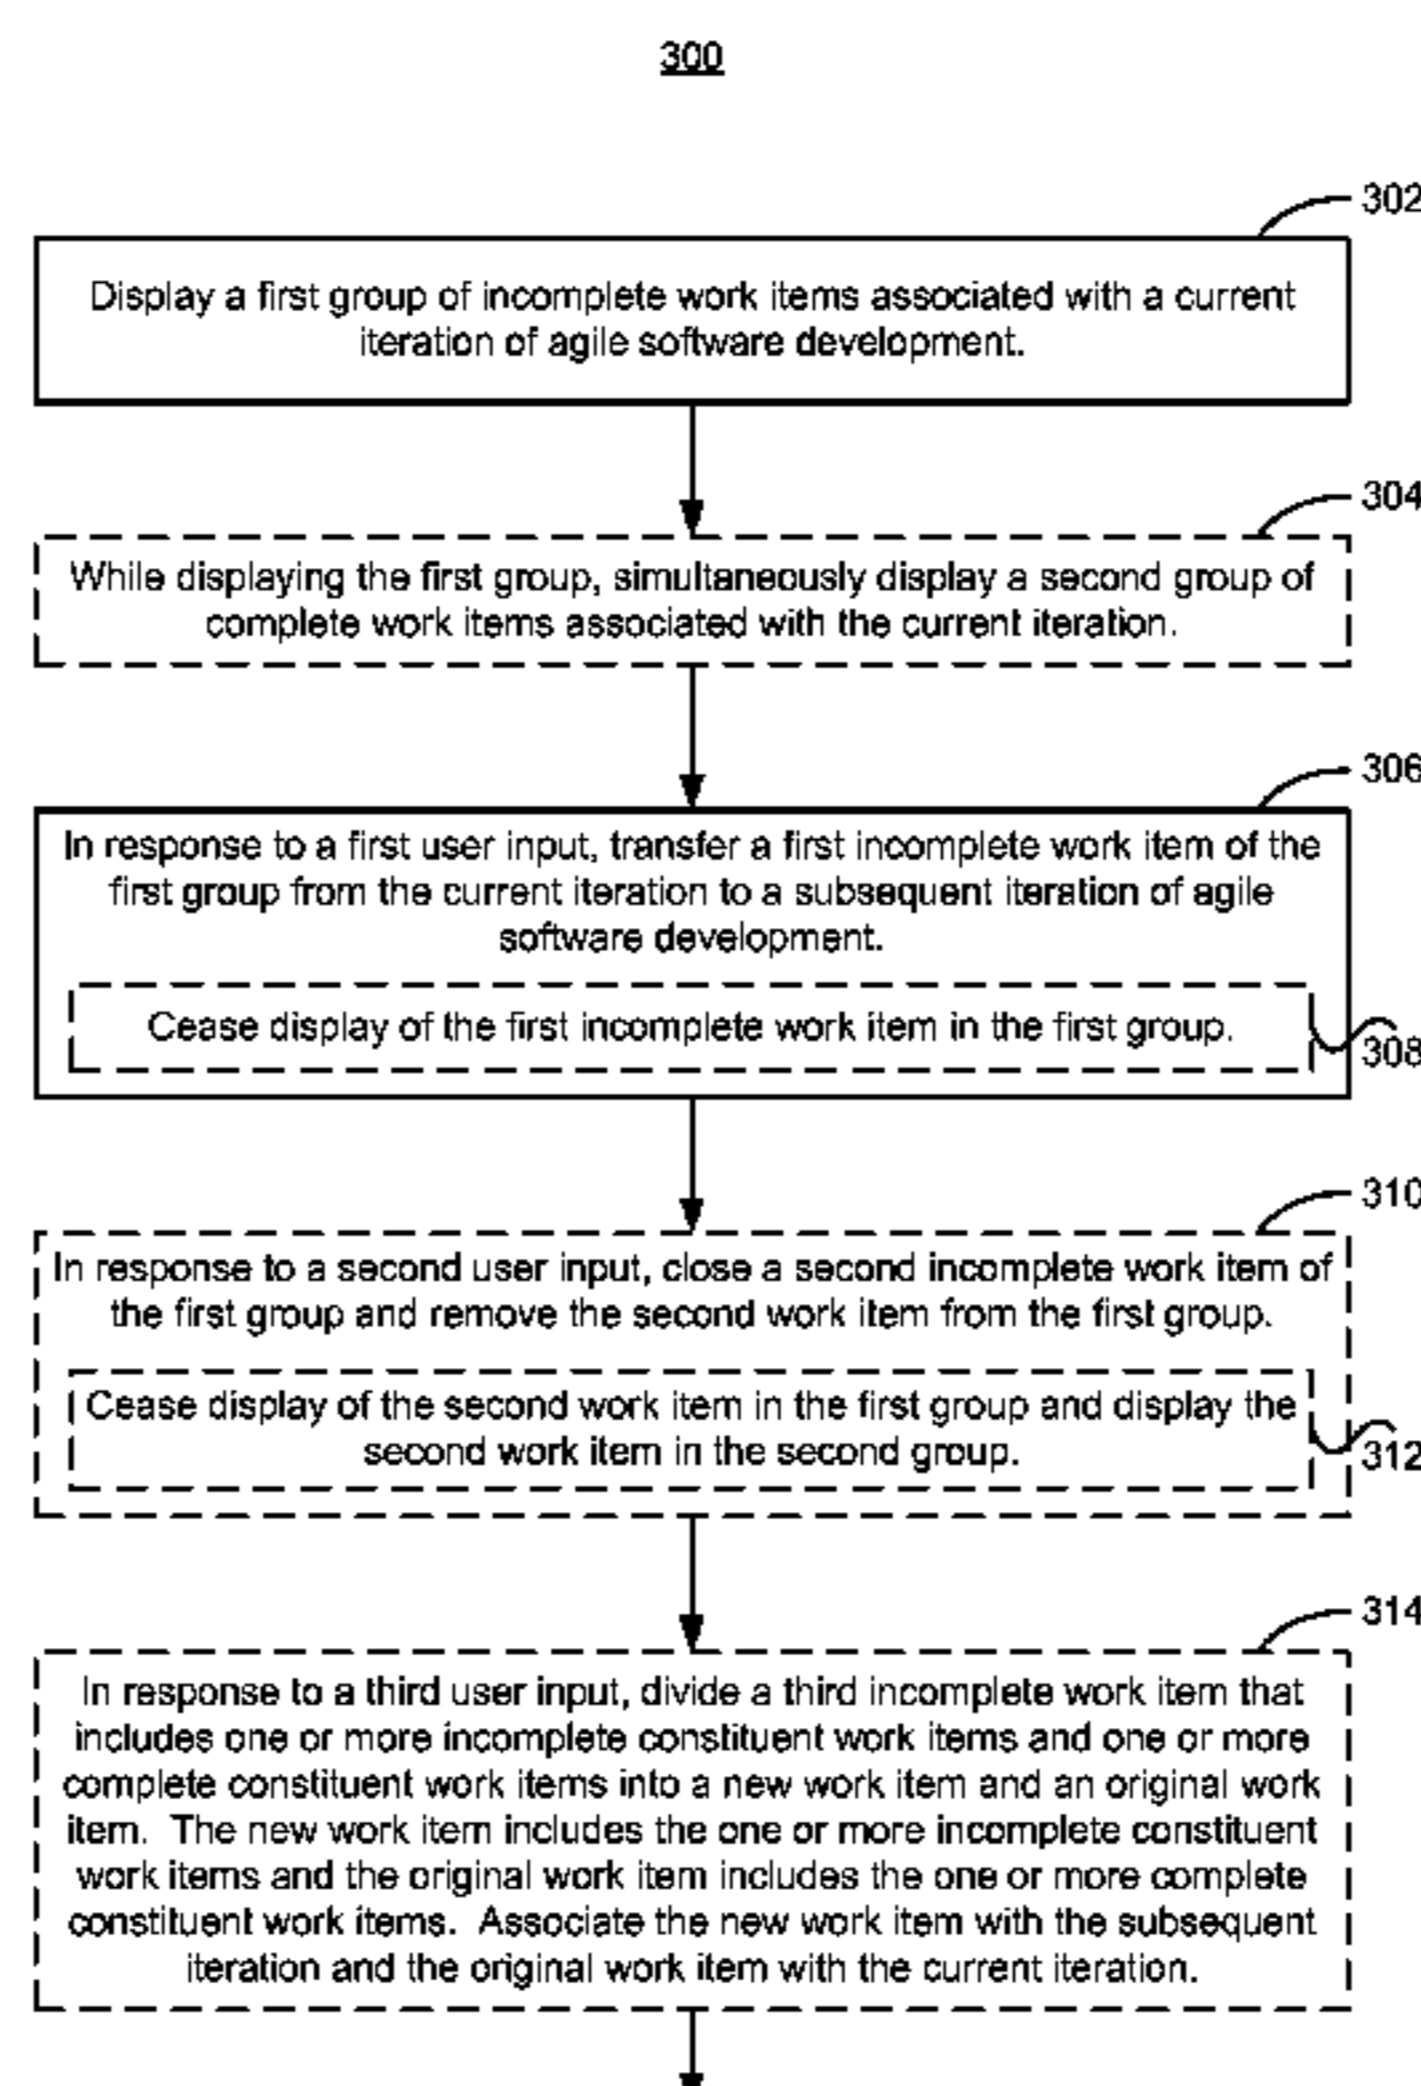 300
302
Display a first group of incomplete work items associated with a current
iteration of agile software development.
304
While displaying the first group, simultaneously display a second group of
complete work items associated with the current iteration.
306
In response to a first user input, transfer a first incomplete work item of the
first group from the current iteration to a subsequent iteration of agile
software development.
Cease display of the first incomplete work item in the first group.
308
310
In response to a second user input, close a second incomplete work item of
the first group and remove the second work item from the first group.
Cease display of the second work item in the first group and display the
second work item in the second group.
312
314
In response to a third user input, divide a third incomplete work item that
includes one or more incomplete constituent work items and one or more
complete constituent work items into a new work item and an original work
item.  The new work item includes the one or more incomplete constituent
work items and the original work item includes the one or more complete
constituent work items.  Associate the new work item with the subsequent
iteration and the original work item with the current iteration.